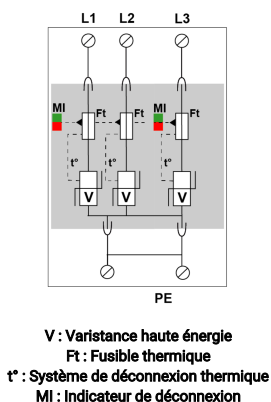 L1 L2 L3
MI Ft Ft MI Ft
t° t° t°
V V V
PE
V : Varistance haute énergie
Ft : Fusible thermique
t° : Système de déconnexion thermique
MI : Indicateur de déconnexion